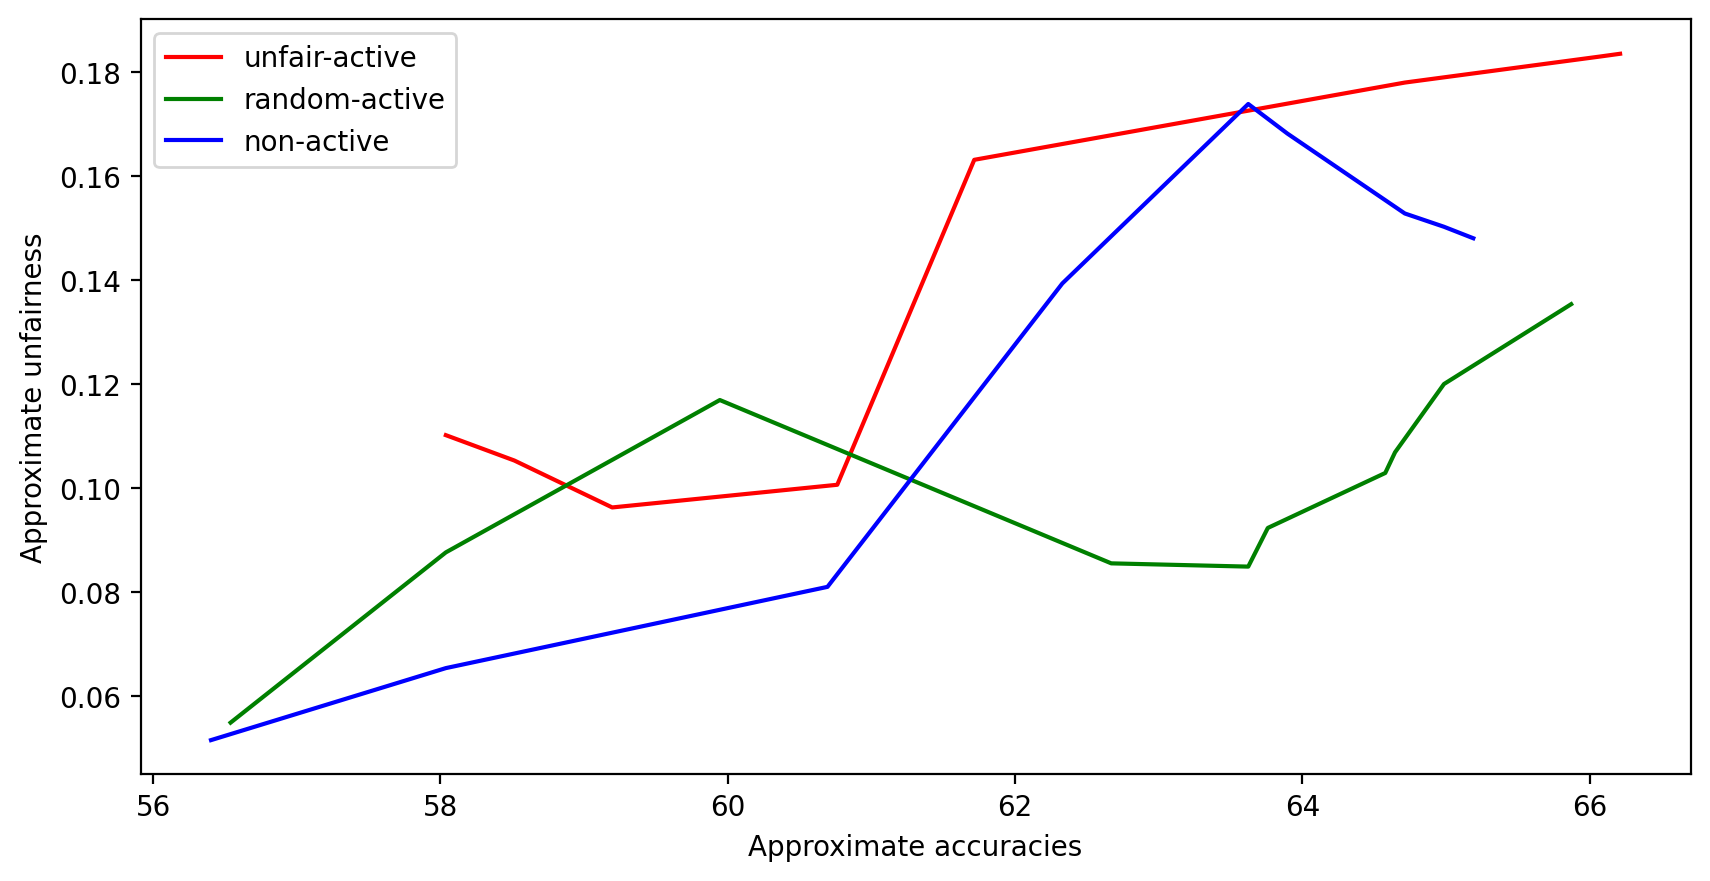 unfair-active
random-active
non-active
0.18
0.16
0.14
0.12
0.10
0.08
0.06
Approximate unfairness
56 58 60 62 64 66
Approximate accuracies